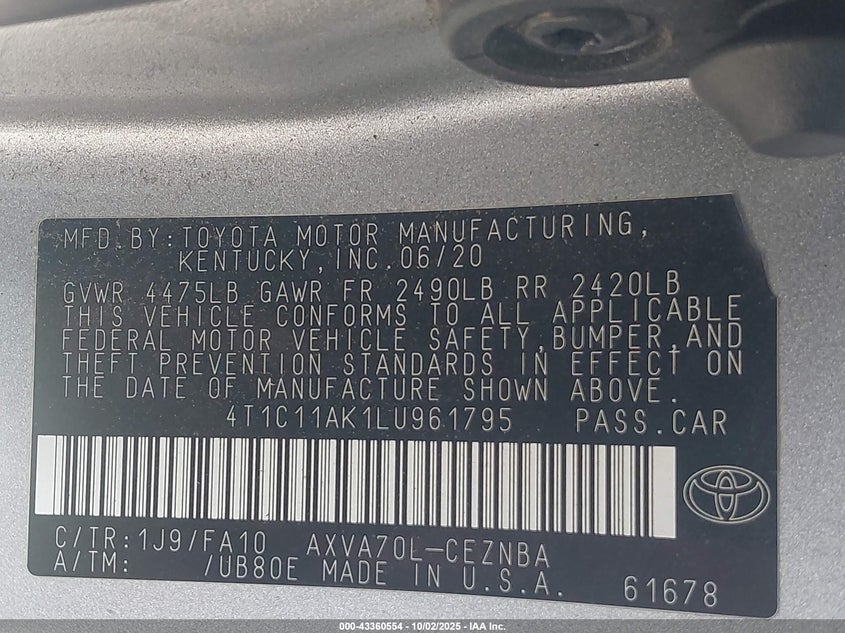 MFD. BY: TOYOTA MOTOR MANUFACTURING,
KENTUCKY, INC. 06/20
GVWR 4475LB GAWR FR 2490LB RR 2420LB
THIS VEHICLE CONFORMS TO ALL APPLICABLE
FEDERAL MOTOR VEHICLE SAFETY, BUMPER, AND
THEFT PREVENTION STANDARDS IN EFFECT ON
THE DATE OF MANUFACTURE SHOWN ABOVE.
4T1C11AK1LU961795 PASS.CAR
C/TR: 1J9/FA10 AXVA70L-CEZNBA
A/TM: /UB80E MADE IN U.S.A. 61678
000-43360554 | 10/02/2025 - IAA Inc.